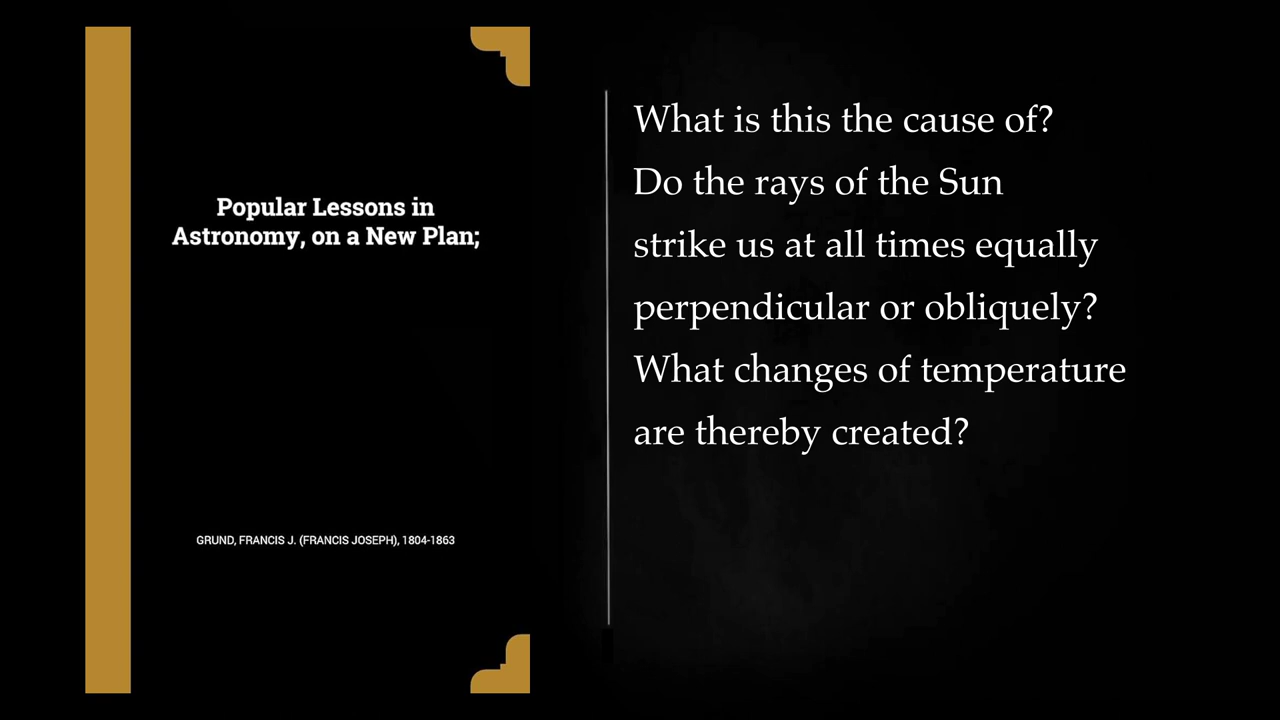 Popular Lessons in
Astronomy, on a New Plan;
GRUND, FRANCIS J. (FRANCIS JOSEPH), 1804-1863
What is this the cause of?
Do the rays of the Sun
strike us at all times equally
perpendicular or obliquely?
What changes of temperature
are thereby created?